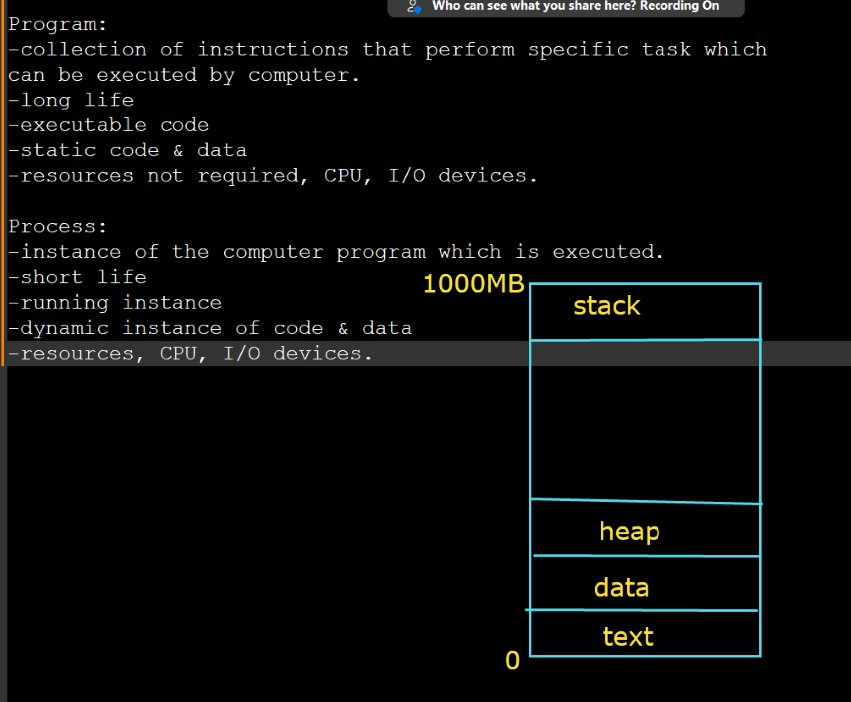 Who can see what you share here? Recording On
Program:
-collection of instructions that perform specific task which
can be executed by computer.
-long life
-executable code
-static code & data
-resources not required, CPU, I/O devices.
Process:
-instance of the computer program which is executed.
-short life
-running instance
-dynamic instance of code & data
-resources, CPU, I/O devices.
1000MB
stack
heap
data
text
0